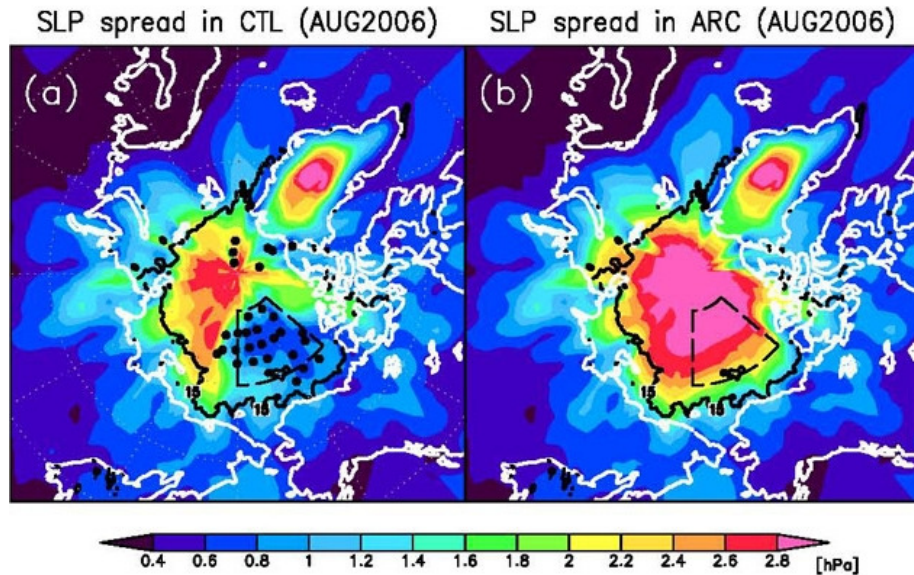 SLP spread in CTL (AUG2006)
SLP spread in ARC (AUG2006)
(a)
(b)
15
15
15
15
0.4 0.6 0.8 1 1.2 1.4 1.6 1.8 2 2.2 2.4 2.6 2.8 [hPa]